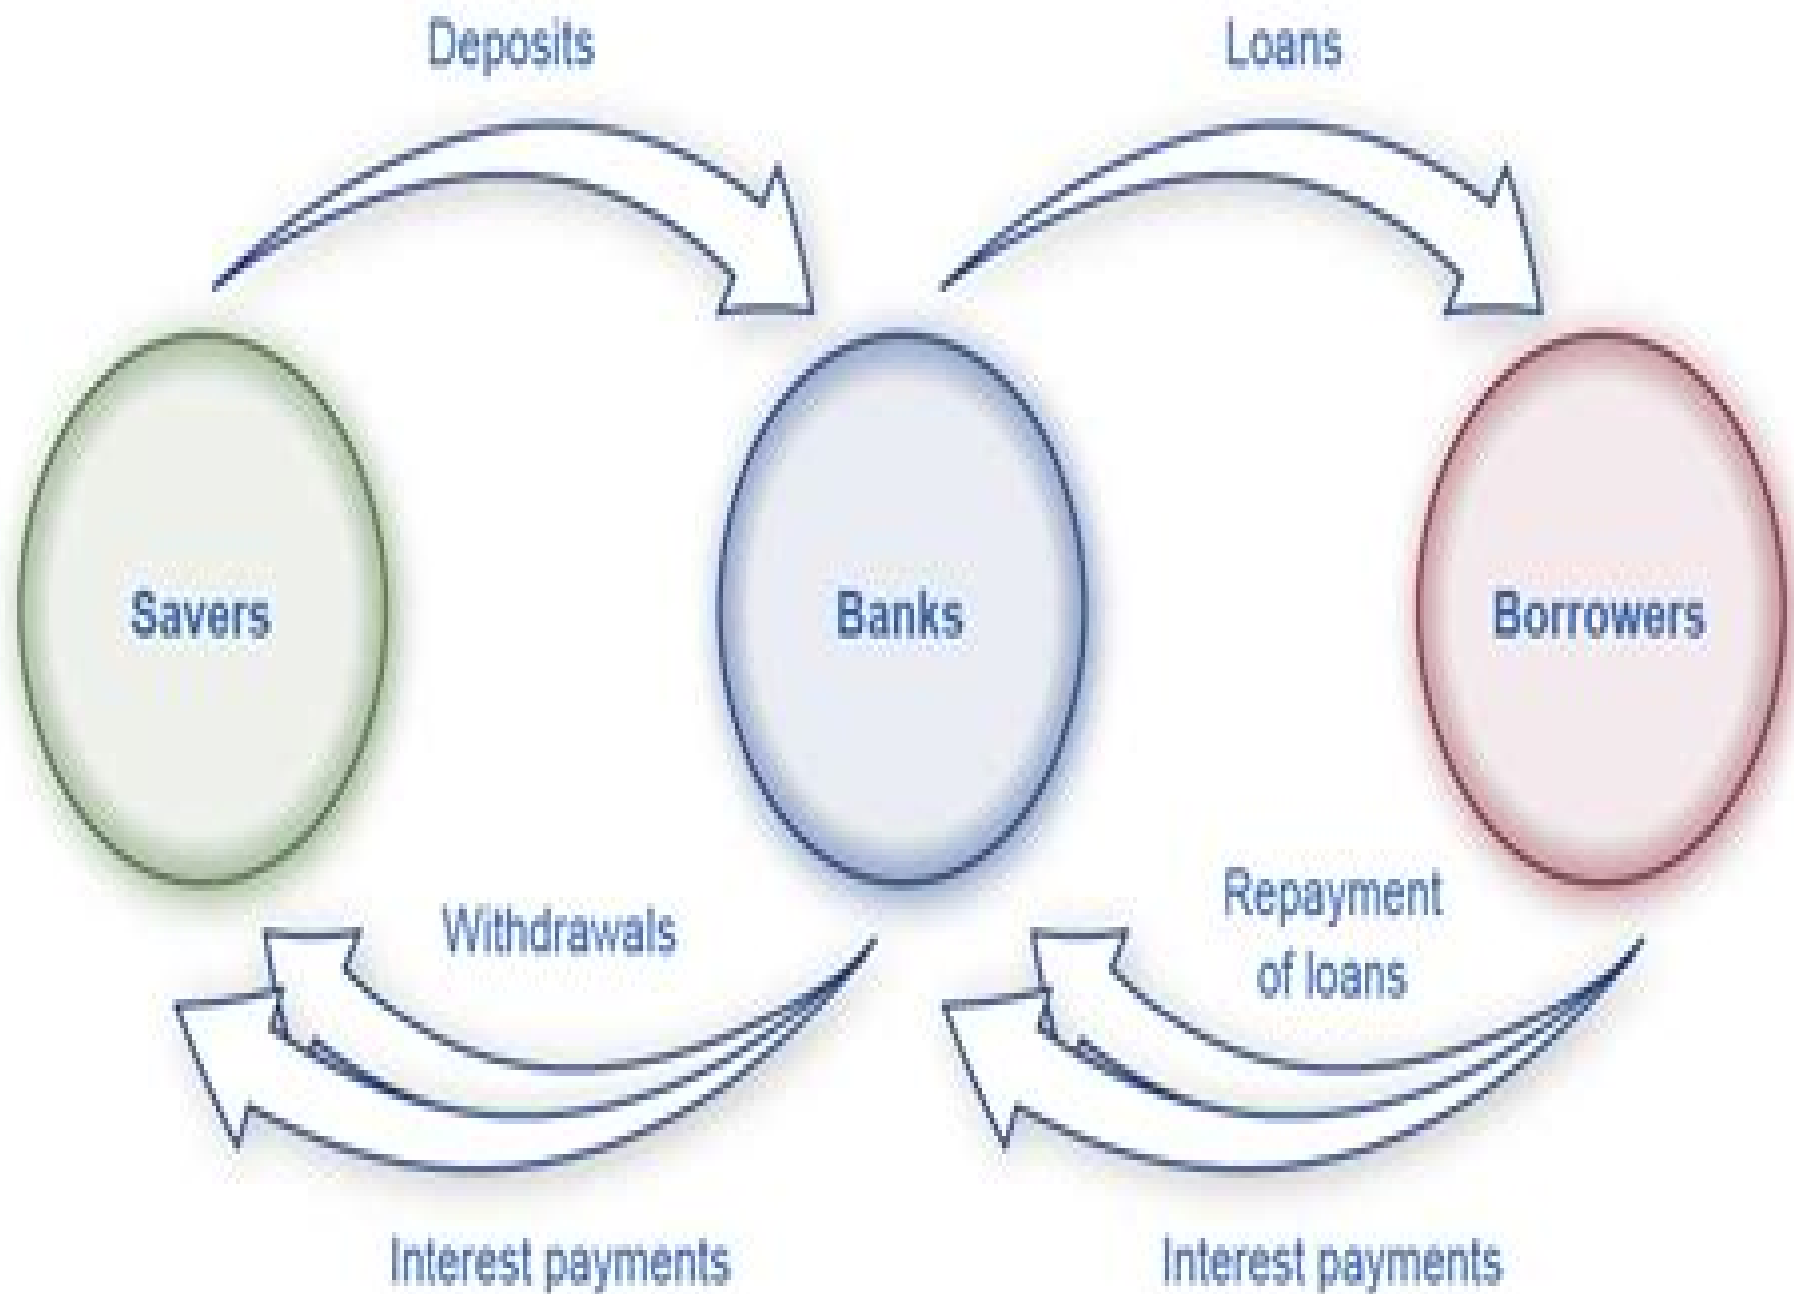 Deposits
Loans
Savers
Banks
Borrowers
Withdrawals
Repayment
of loans
Interest payments
Interest payments